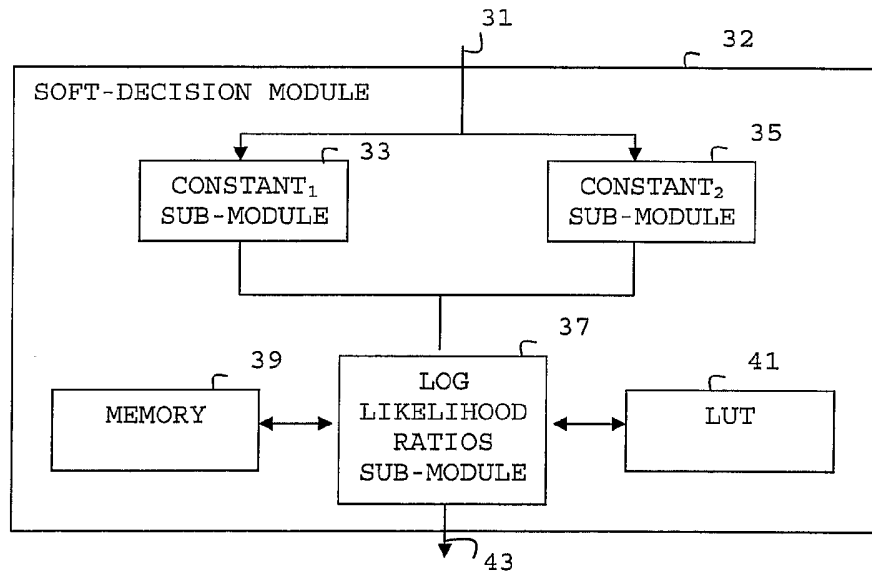 31
32
SOFT-DECISION MODULE
33
35
CONSTANT₁
SUB-MODULE
CONSTANT₂
SUB-MODULE
37
39
41
MEMORY
LOG
LIKELIHOOD
RATIOS
SUB-MODULE
LUT
43